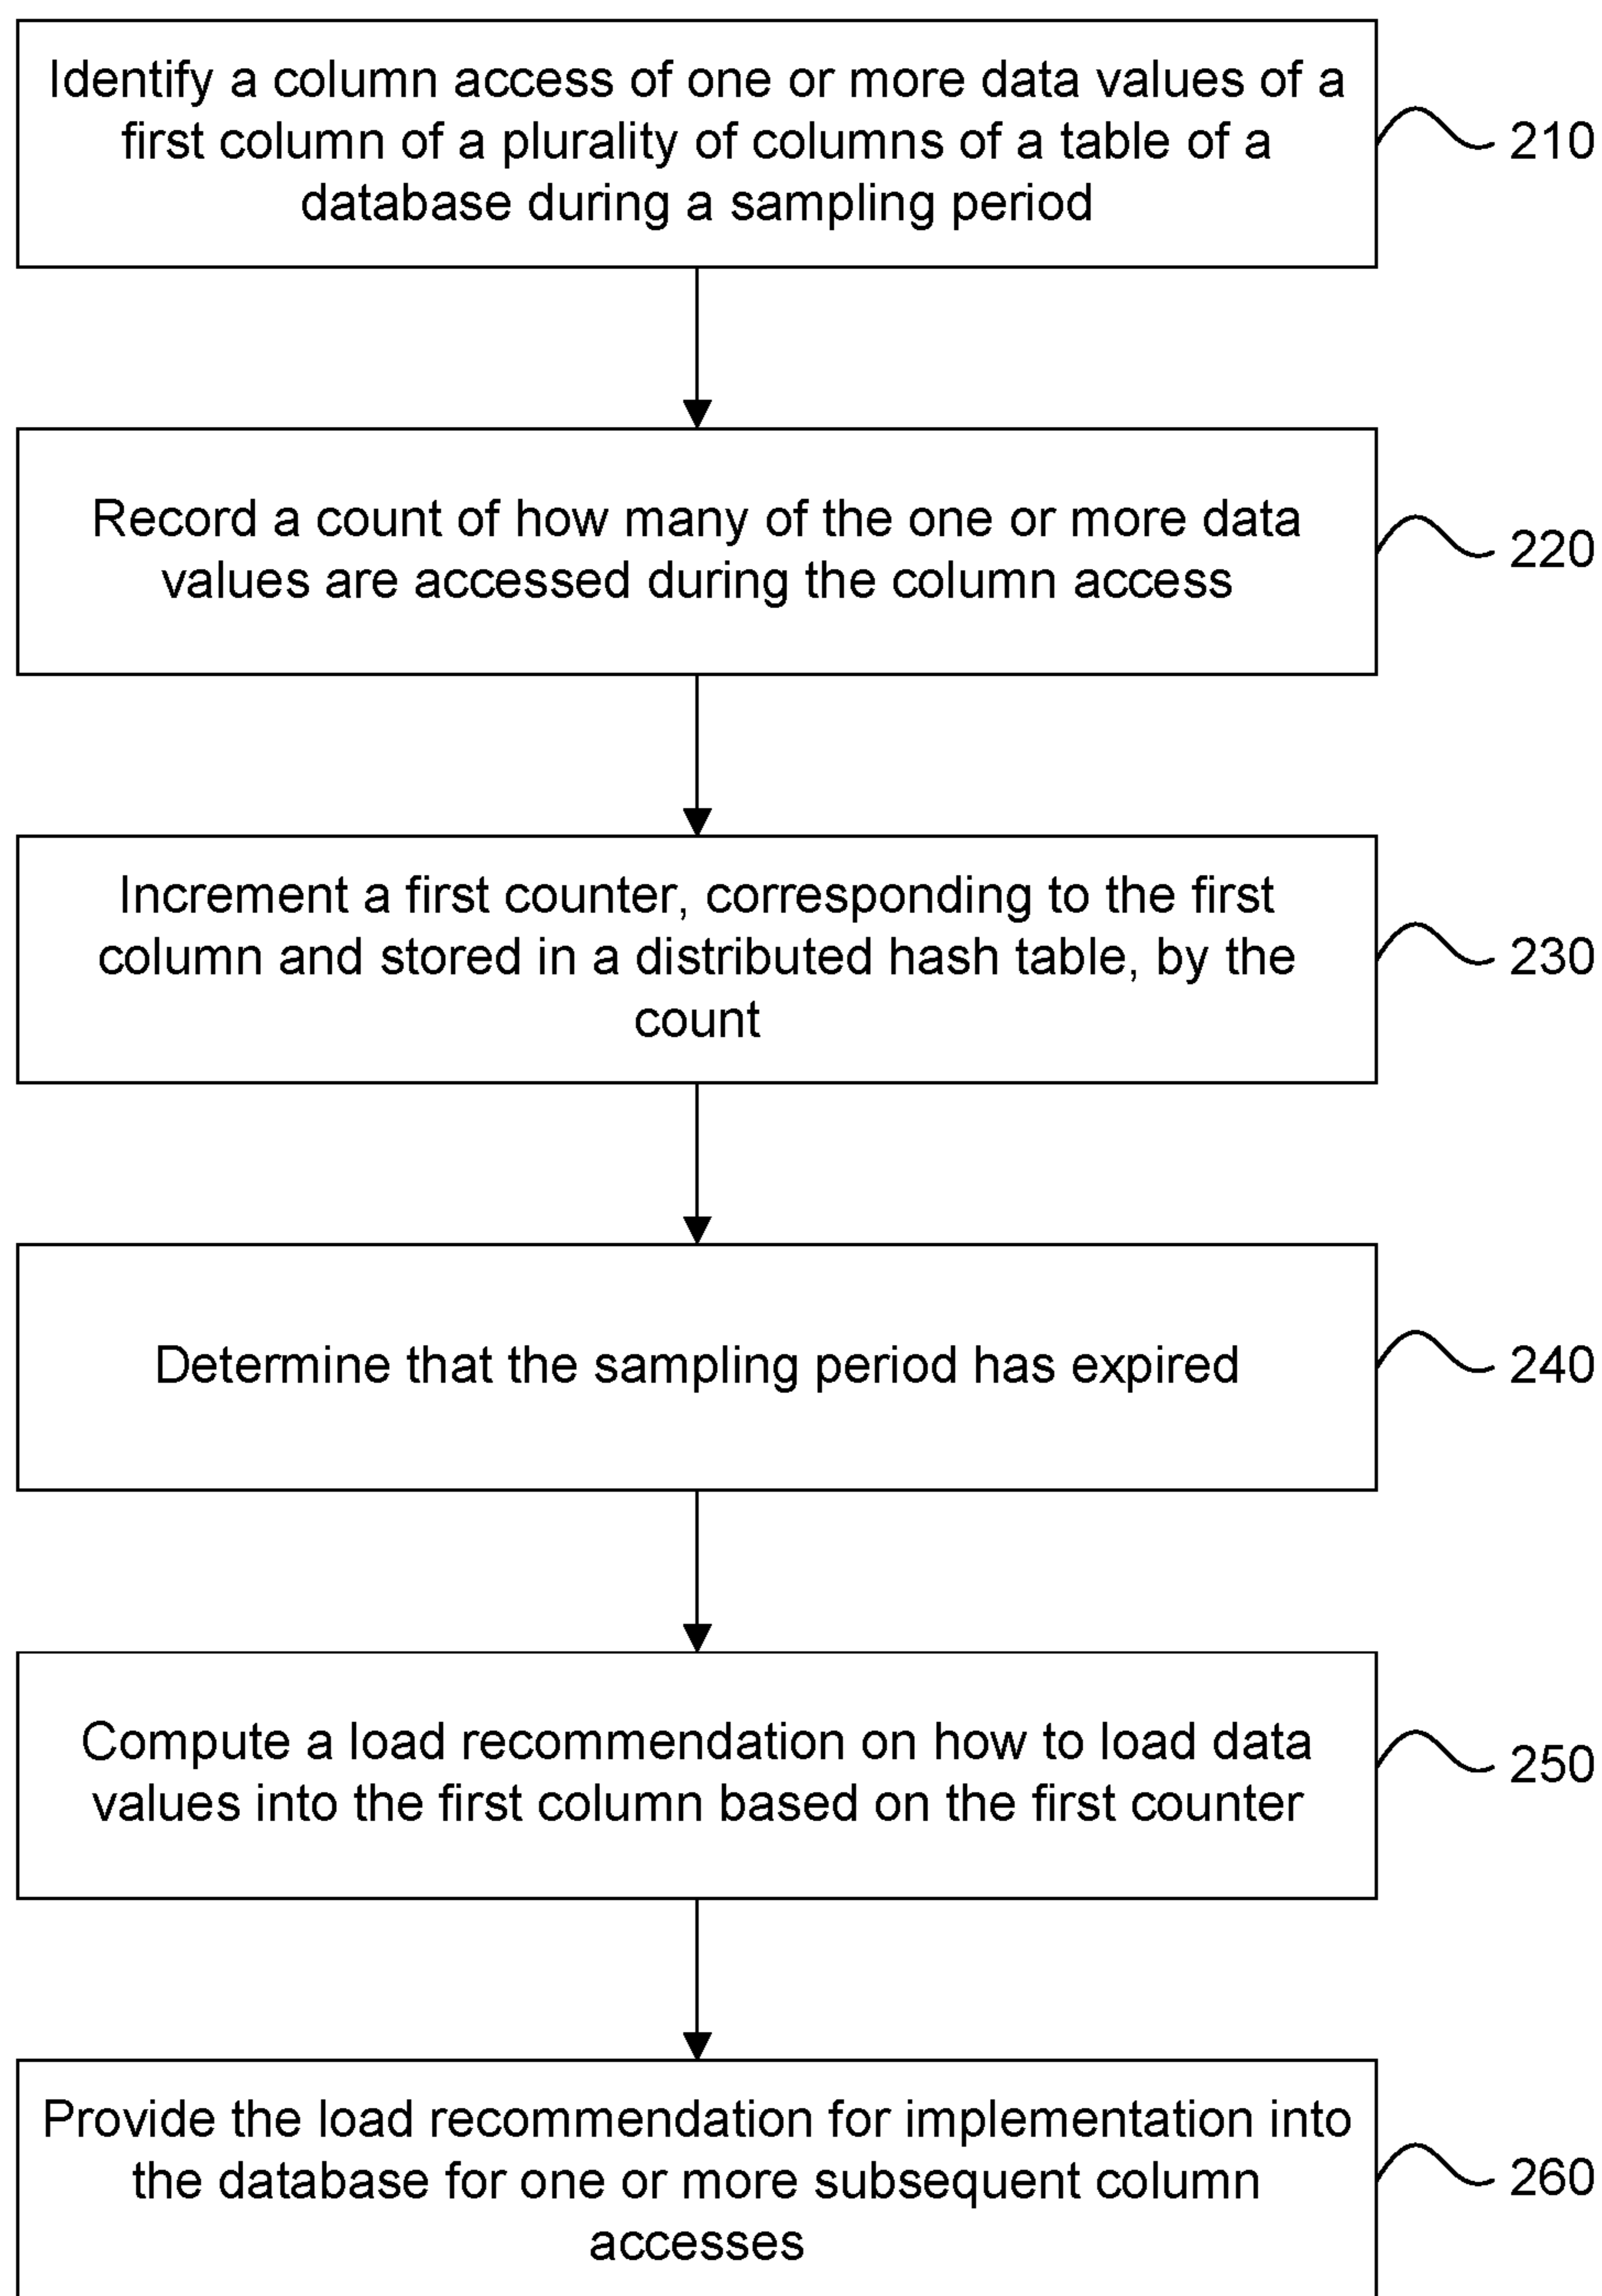 Identify a column access of one or more data values of a
first column of a plurality of columns of a table of a
database during a sampling period
210
Record a count of how many of the one or more data
values are accessed during the column access
220
Increment a first counter, corresponding to the first
column and stored in a distributed hash table, by the
count
230
Determine that the sampling period has expired
240
Compute a load recommendation on how to load data
values into the first column based on the first counter
250
Provide the load recommendation for implementation into
the database for one or more subsequent column
accesses
260